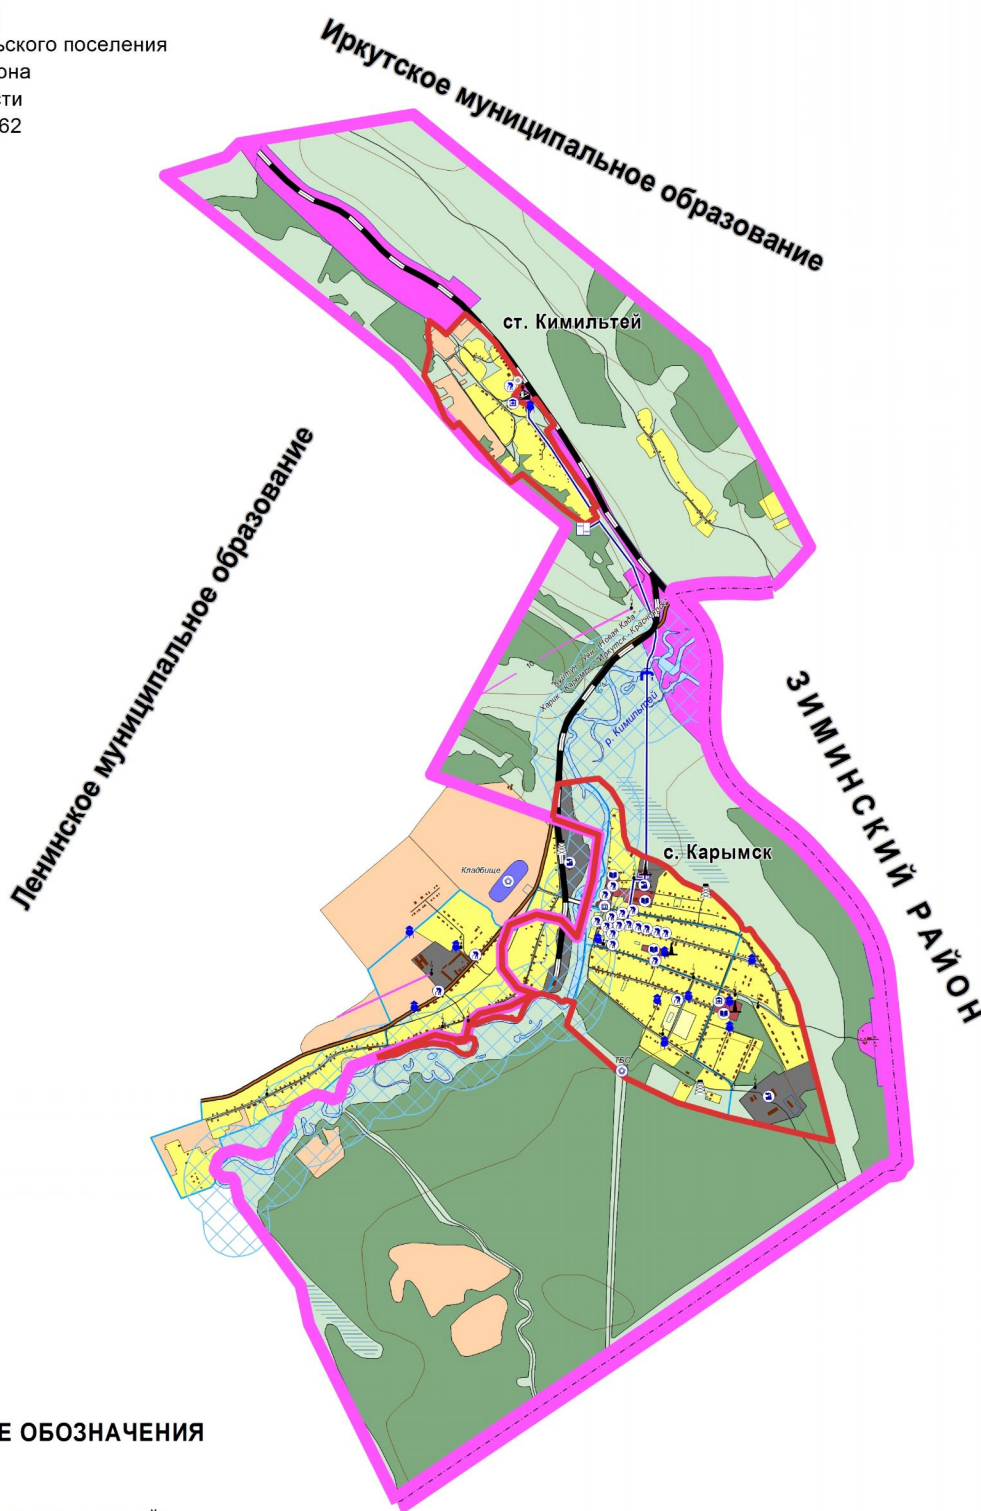 ьского поселения
она
сти
62
Иркутское муниципальное образование
ст. Кимильтей
Ленинское муниципальное образование
р. Кимильтей
ЗИМИНСКИЙ РАЙОН
с. Карымск
Кладбище
ТБО
Е ОБОЗНАЧЕНИЯ